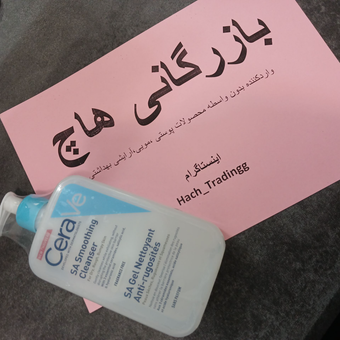 بازرگانی هاچ
واردکننده بدون واسطه محصولات پوستی ،مویی،آرایشی بهداشتی
اینستاگرام
Hach_Tradingg
CeraVe
SA Smoothing
Cleanser
SA Gel Nettoyant
Anti-rugosités